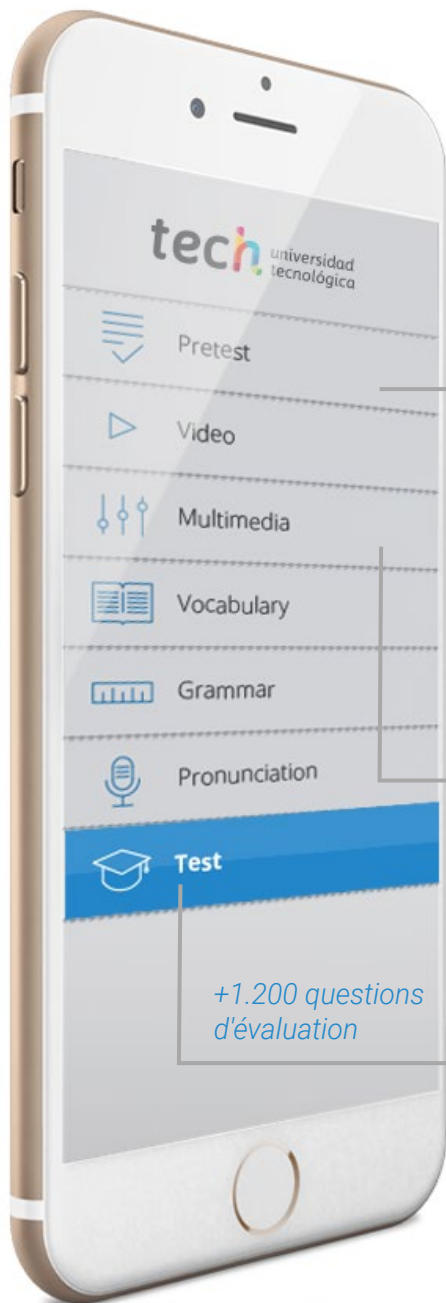 tech universidad
tecnológica
Pretest
Video
Multimedia
Vocabulary
Grammar
Pronunciation
Test
+1.200 questions
d'évaluation